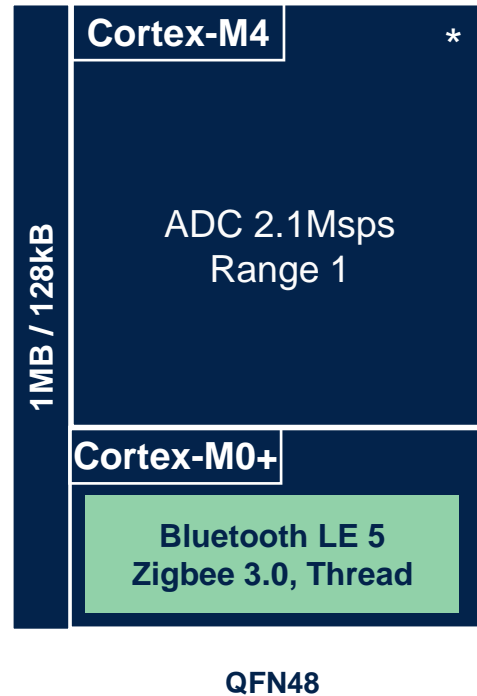 Cortex-M4
*
ADC 2.1Msps
Range 1
1MB / 128kB
Cortex-M0+
Bluetooth LE 5
Zigbee 3.0, Thread
QFN48